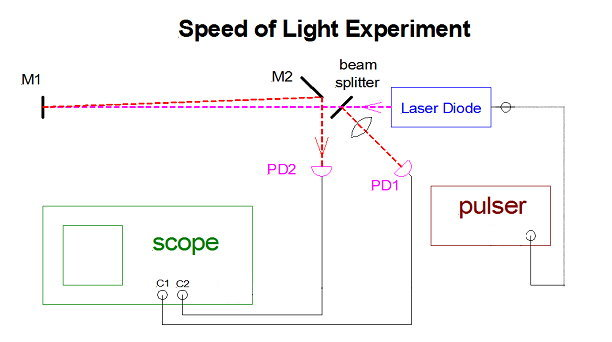 Speed of Light Experiment
M1
M2
beam
splitter
Laser Diode
PD2
PD1
pulser
scope
C1 C2